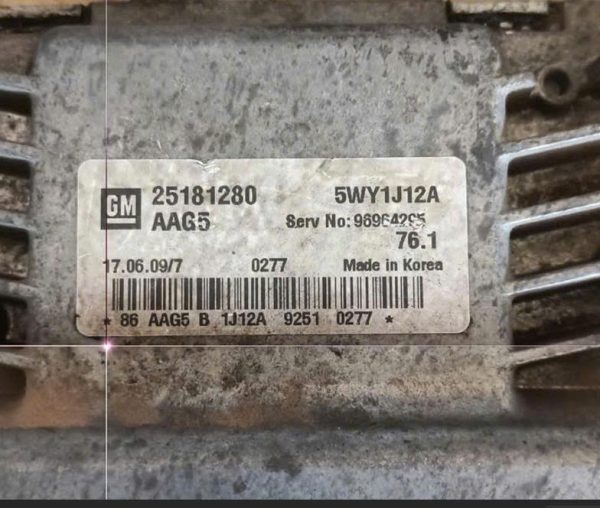 GM 25181280 5WY1J12A
AAG5 Serv No:
76.1
17.06.09/7 0277 Made in Korea
* 86 AAG5 B 1J12A 9251 0277 *